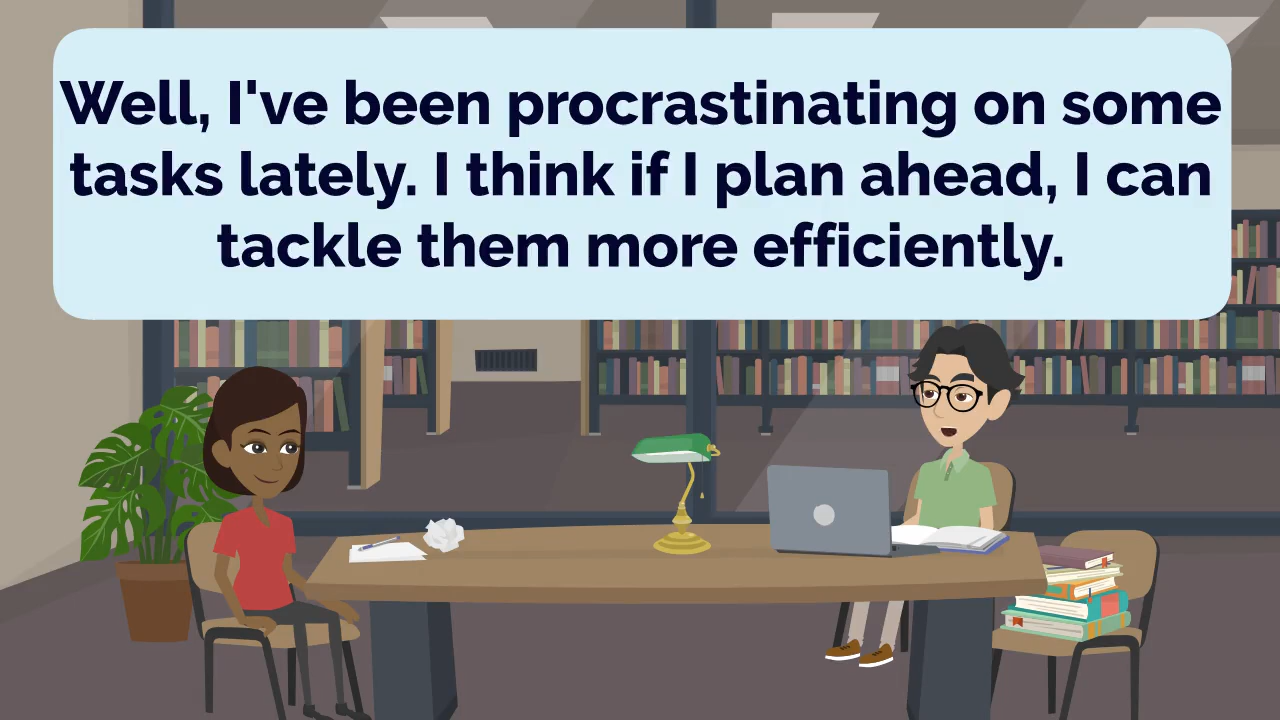 Well, I've been procrastinating on some
tasks lately. I think if I plan ahead, I can
tackle them more efficiently.